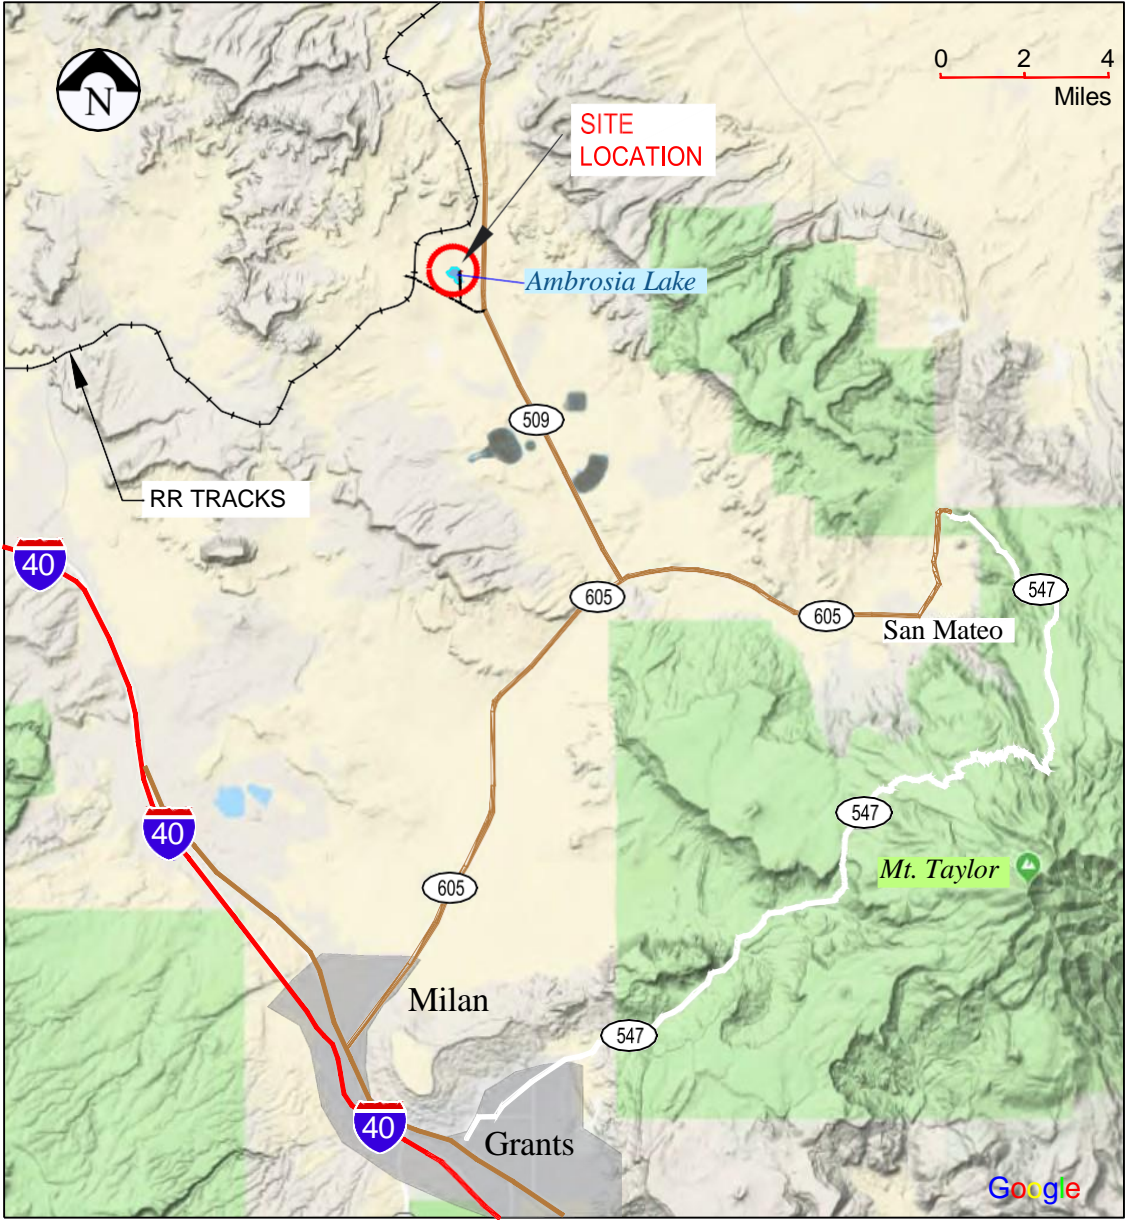 0 2 4
Miles
N
SITE
LOCATION
Ambrosia Lake
509
RR TRACKS
40
605
605
547
San Mateo
547
40
Mt. Taylor
605
Milan
547
40
Grants
Google